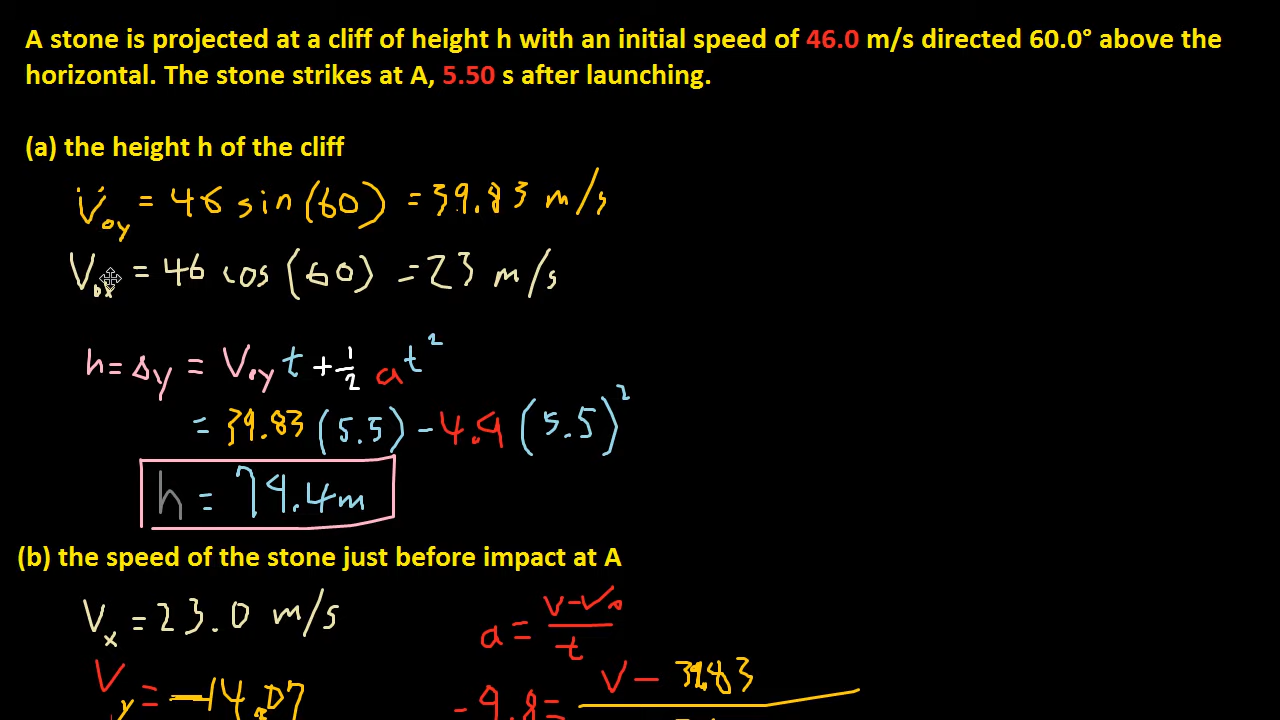 A stone is projected at a cliff of height h with an initial speed of 46.0 m/s directed 60.0° above the
horizontal. The stone strikes at A, 5.50 s after launching.
(a) the height h of the cliff
V₀y = 46 sin(60) = 39.83 m/s
V₀x = 46 cos(60) = 23 m/s
h = Δy = V₀y t + ½ at²
= 39.83 (5.5) - 4.9 (5.5)²
h = 79.4m
(b) the speed of the stone just before impact at A
Vx = 23.0 m/s
a = (V-V₀)/t
Vy = -14.07
-9.8 = V - 39.83